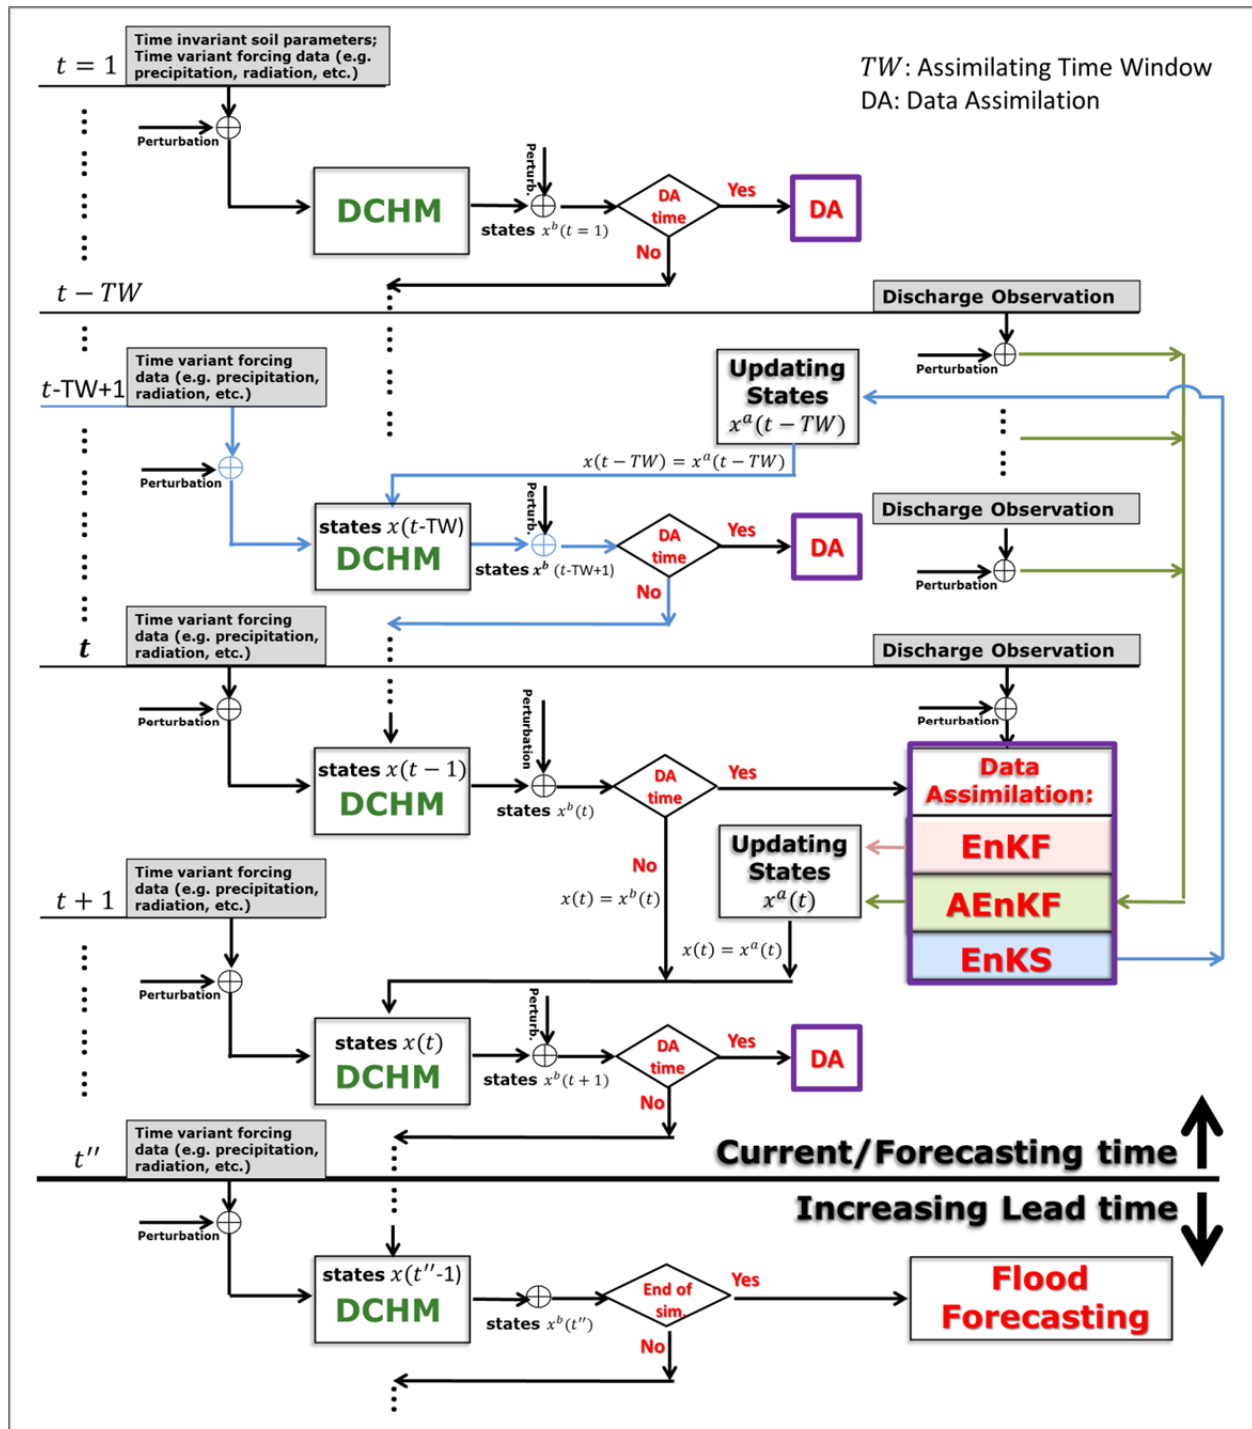 Time invariant soil parameters;
Time variant forcing data (e.g.
precipitation, radiation, etc.)
t = 1
TW: Assimilating Time Window
DA: Data Assimilation
Perturbation
DCHM
Perturb.
states x^b(t = 1)
DA
time
Yes
DA
No
t − TW
Discharge Observation
Time variant forcing
data (e.g. precipitation,
radiation, etc.)
t-TW+1
Perturbation
Updating
States
x^a(t − TW)
x(t − TW) = x^a(t − TW)
Perturbation
states x(t-TW)
DCHM
Perturb.
states x^b (t-TW+1)
DA
time
Yes
DA
No
Discharge Observation
Perturbation
Time variant forcing
data (e.g. precipitation,
radiation, etc.)
t
Discharge Observation
Perturbation
Perturbation
Perturbation
states x(t − 1)
DCHM
states x^b(t)
DA
time
Yes
No
x(t) = x^b(t)
Data
Assimilation:
EnKF
AEnKF
EnKS
Updating
States
x^a(t)
x(t) = x^a(t)
Time variant forcing
data (e.g. precipitation,
radiation, etc.)
t + 1
Perturbation
states x(t)
DCHM
Perturb.
states x^b(t + 1)
DA
time
Yes
DA
No
Time variant forcing
data (e.g. precipitation,
radiation, etc.)
t''
Current/Forecasting time
Increasing Lead time
Perturbation
states x(t''-1)
DCHM
states x^b(t'')
End of
sim.
Yes
No
Flood
Forecasting